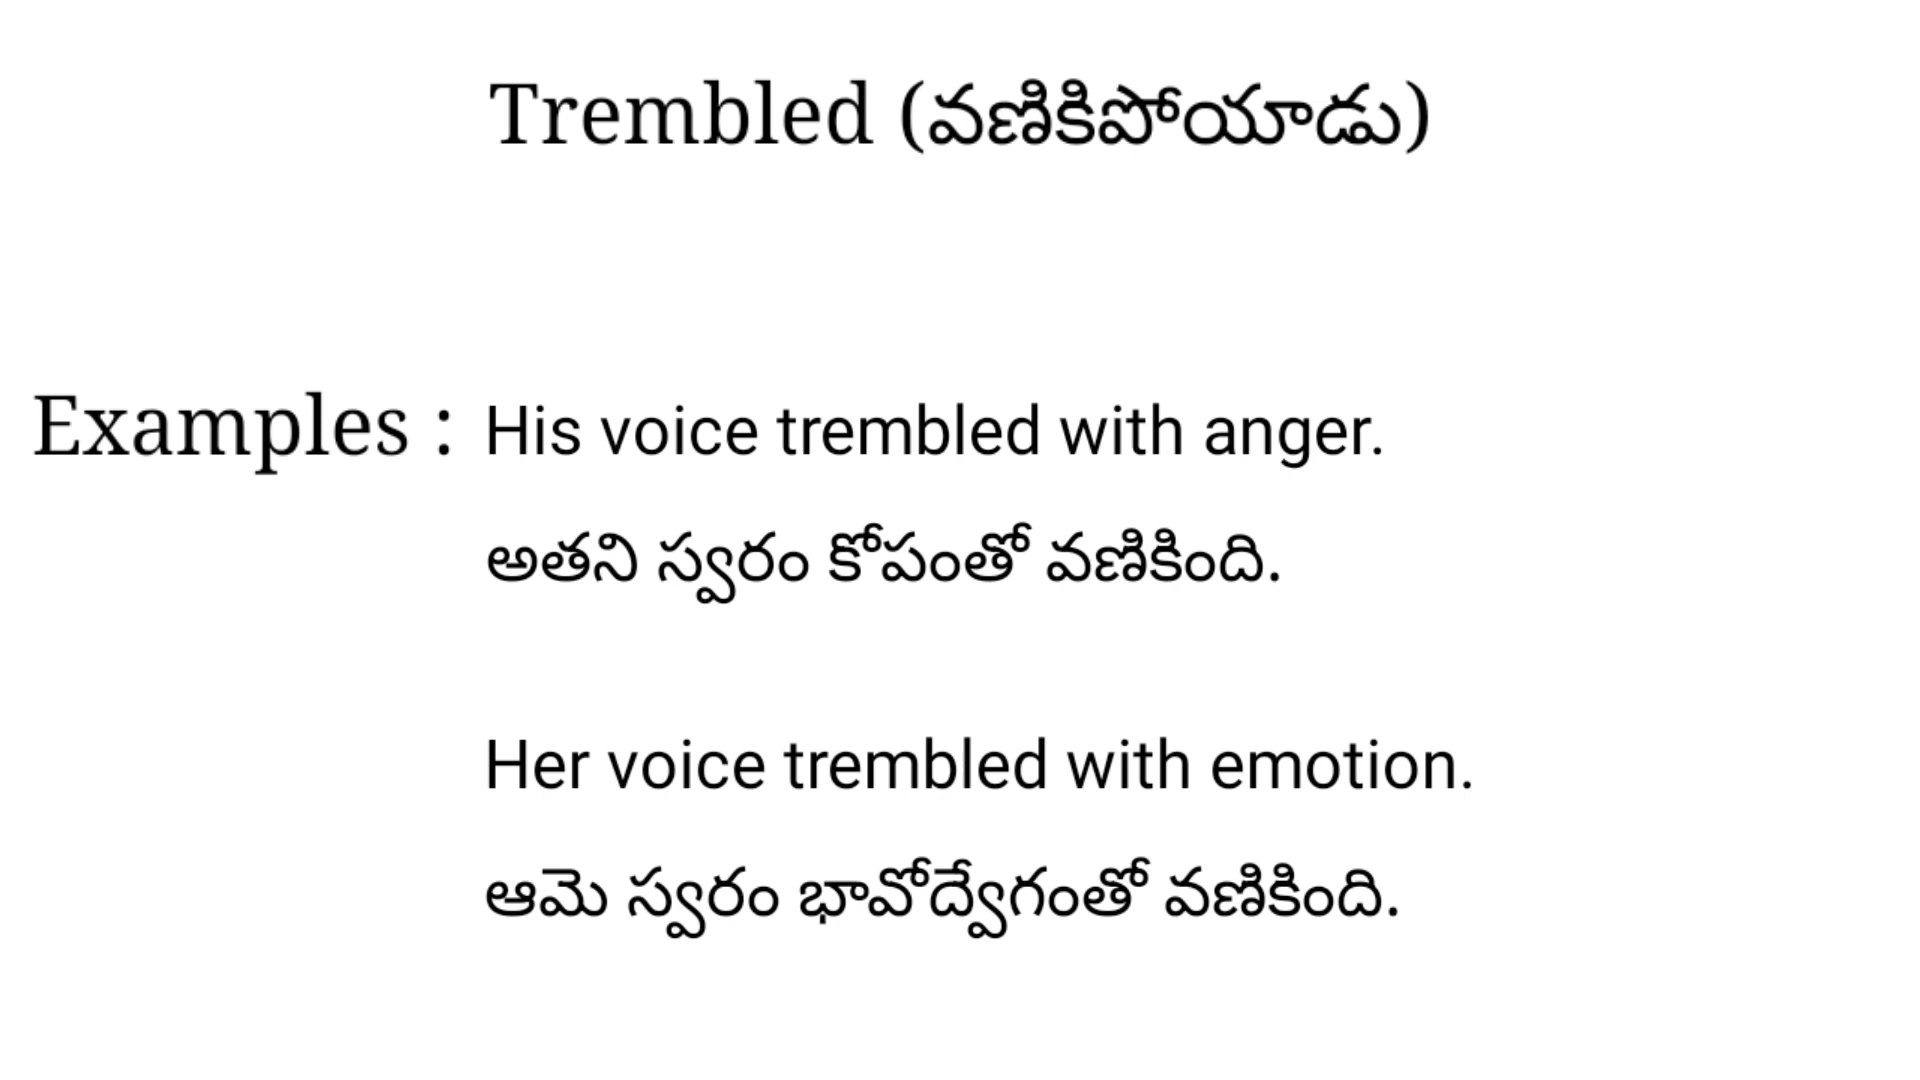 Trembled (వణికిపోయాడు)
Examples : His voice trembled with anger.
అతని స్వరం కోపంతో వణికింది.
Her voice trembled with emotion.
ఆమె స్వరం భావోద్వేగంతో వణికింది.